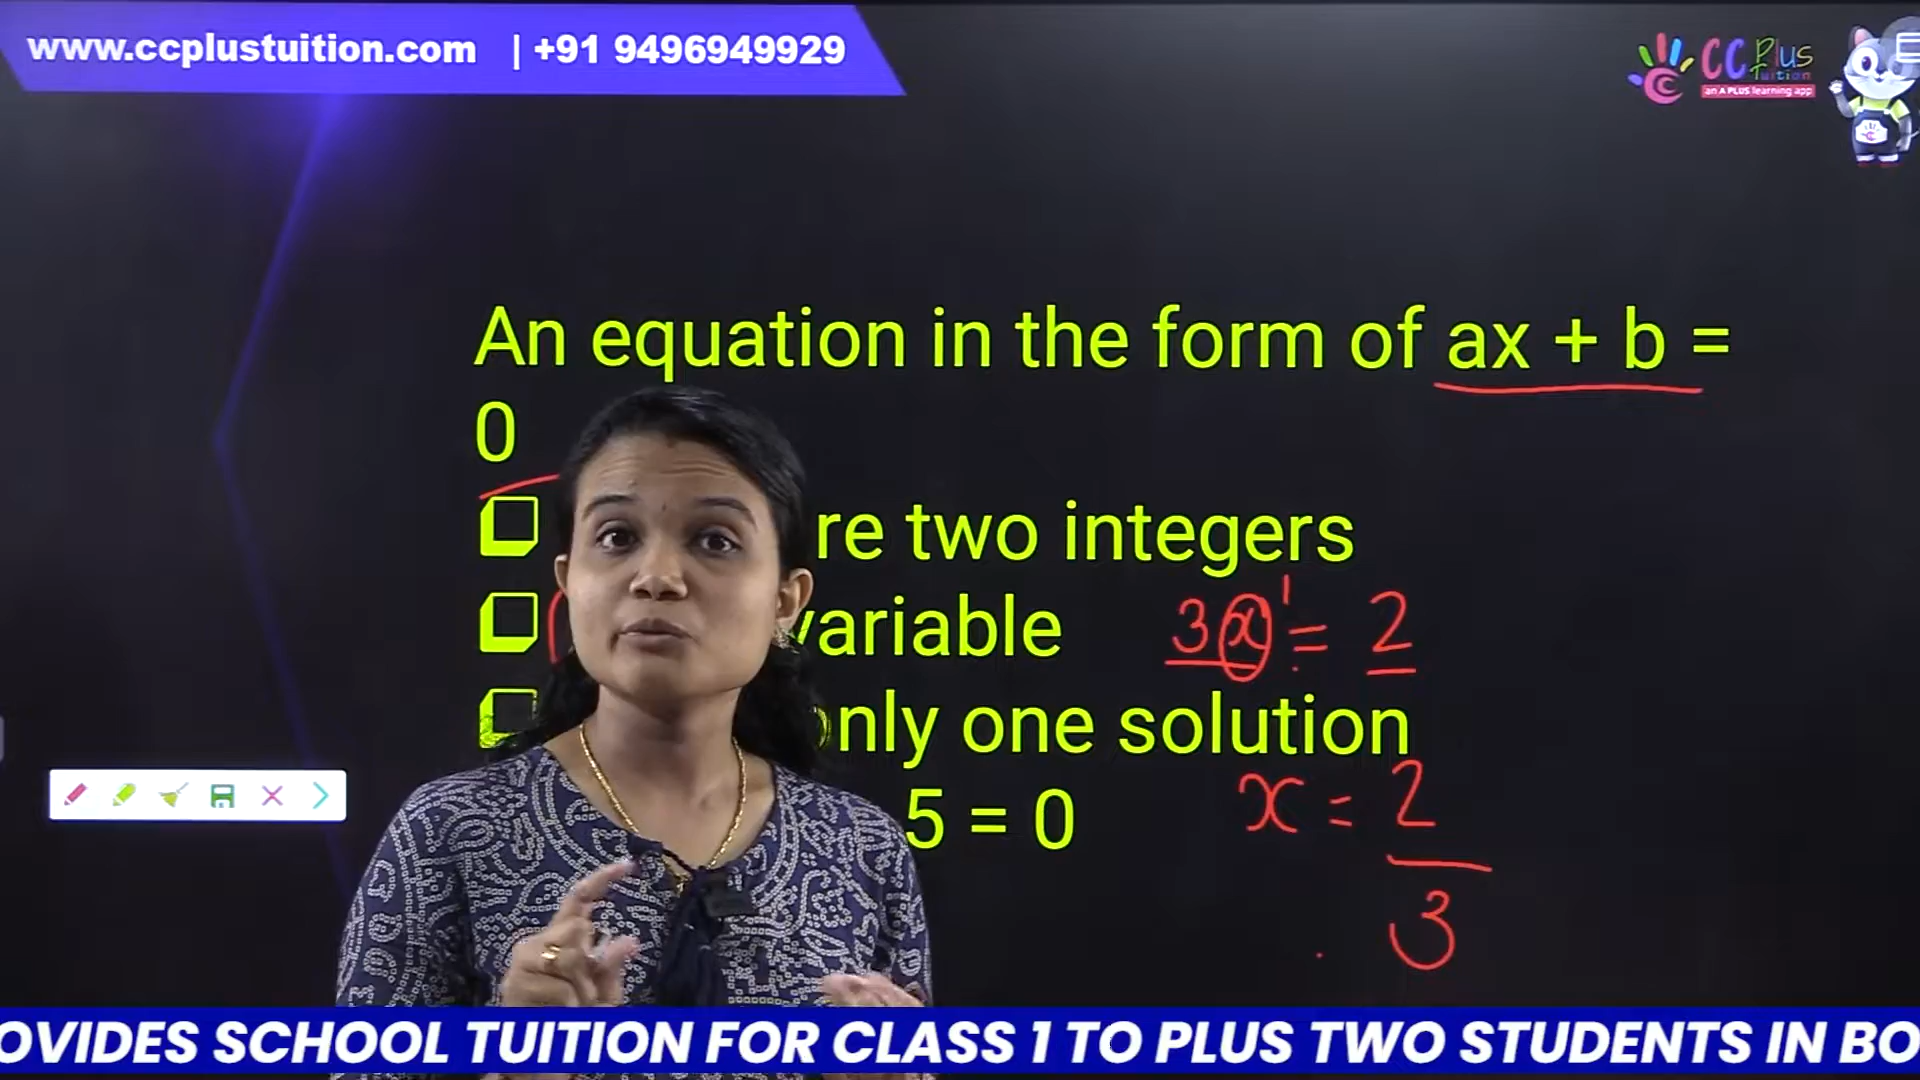 www.ccplustuition.com | +91 9496949929
CC Plus
Tuition
an A PLUS learning app
An equation in the form of ax + b =
0
re two integers
variable 3x¹ = 2
nly one solution
x = 2
5 = 0
3
OVIDES SCHOOL TUITION FOR CLASS 1 TO PLUS TWO STUDENTS IN BO